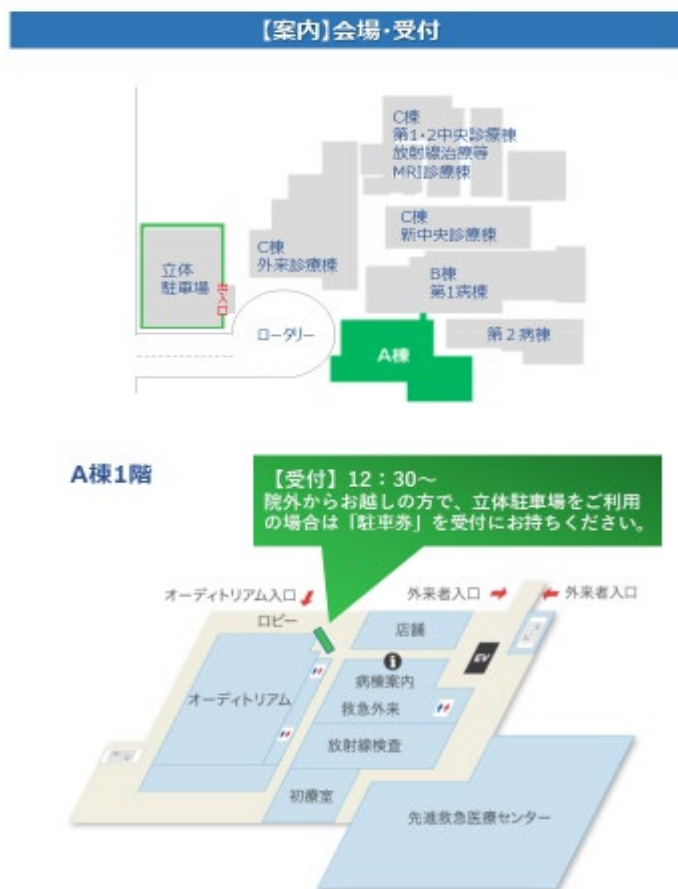 【案内】会場・受付
C棟
第1・2中央診療棟
放射線治療等
MRI診療棟
C棟
新中央診療棟
C棟
外来診療棟
立体
駐車場
出入口
B棟
第1病棟
ロータリー
第2病棟
A棟
A棟1階
【受付】12：30～
院外からお越しの方で、立体駐車場をご利用
の場合は「駐車券」を受付にお持ちください。
オーディトリアム入口
外来者入口
外来者入口
ロビー
店舗
EV
病棟案内
オーディトリアム
救急外来
放射線検査
初療室
先進救急医療センター